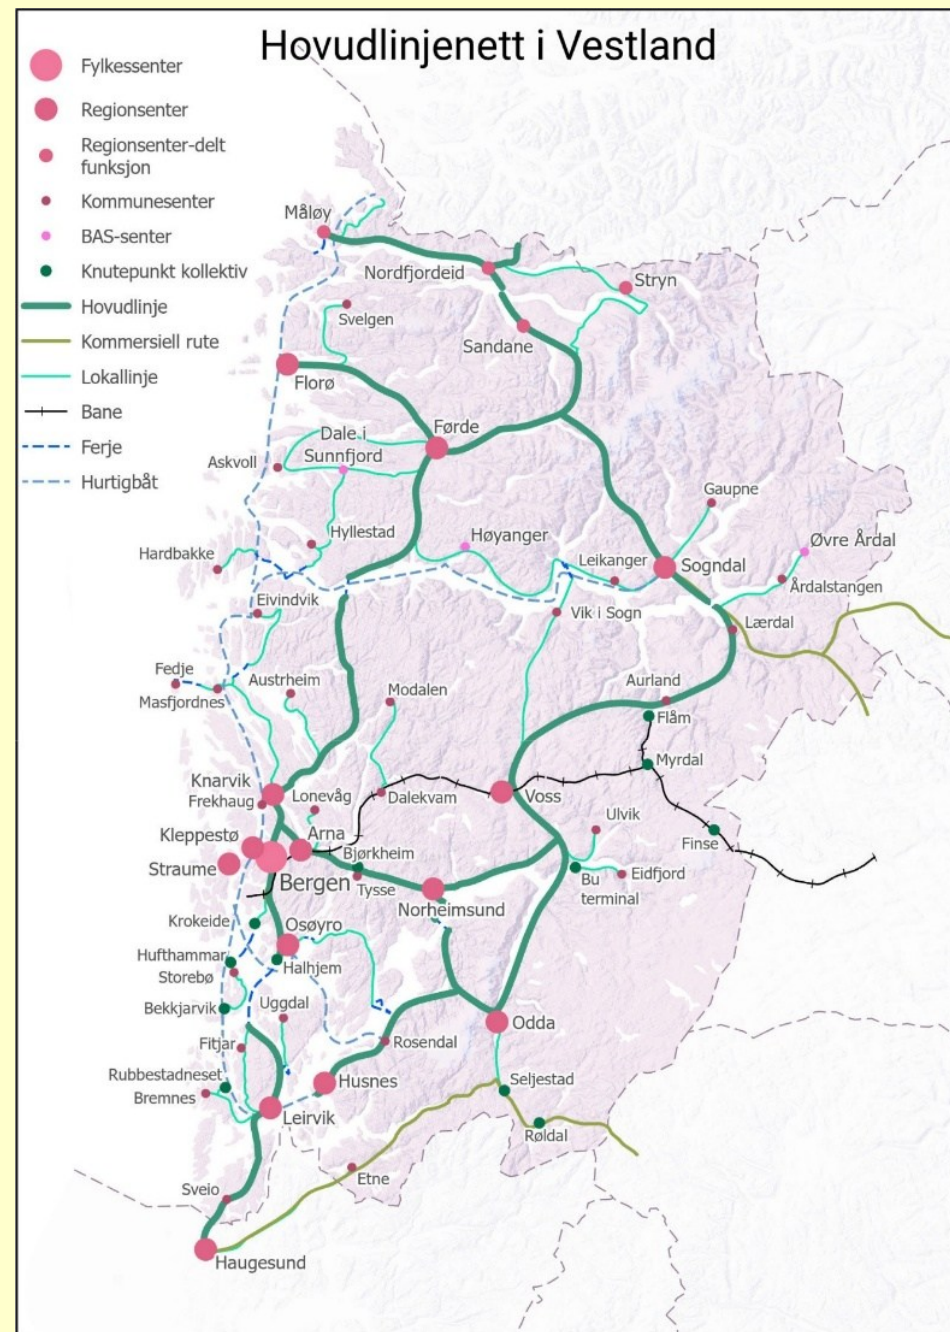 Hovudlinjenett i Vestland
Fylkessenter
Regionsenter
Regionsenter-delt
funksjon
Kommunesenter
BAS-senter
Knutepunkt kollektiv
Hovudlinje
Kommersiell rute
Lokallinje
Bane
Ferje
Hurtigbåt
Måløy
Nordfjordeid
Stryn
Svelgen
Sandane
Florø
Førde
Dale i
Sunnfjord
Askvoll
Gaupne
Hyllestad
Høyanger
Øvre Årdal
Hardbakke
Leikanger
Sogndal
Årdalstangen
Eivindvik
Vik i Sogn
Lærdal
Fedje
Masfjordnes
Austrheim
Modalen
Aurland
Flåm
Myrdal
Knarvik
Frekhaug
Lonevåg
Dalekvam
Voss
Ulvik
Finse
Kleppestø
Arna
Straume
Bjørkheim
Bergen
Tysse
Bu
terminal
Eidfjord
Norheimsund
Krokeide
Osøyro
Hufthammar
Halhjem
Storebø
Bekkjarvik
Uggdal
Odda
Fitjar
Rosendal
Rubbestadneset
Husnes
Seljestad
Bremnes
Leirvik
Røldal
Etne
Sveio
Haugesund